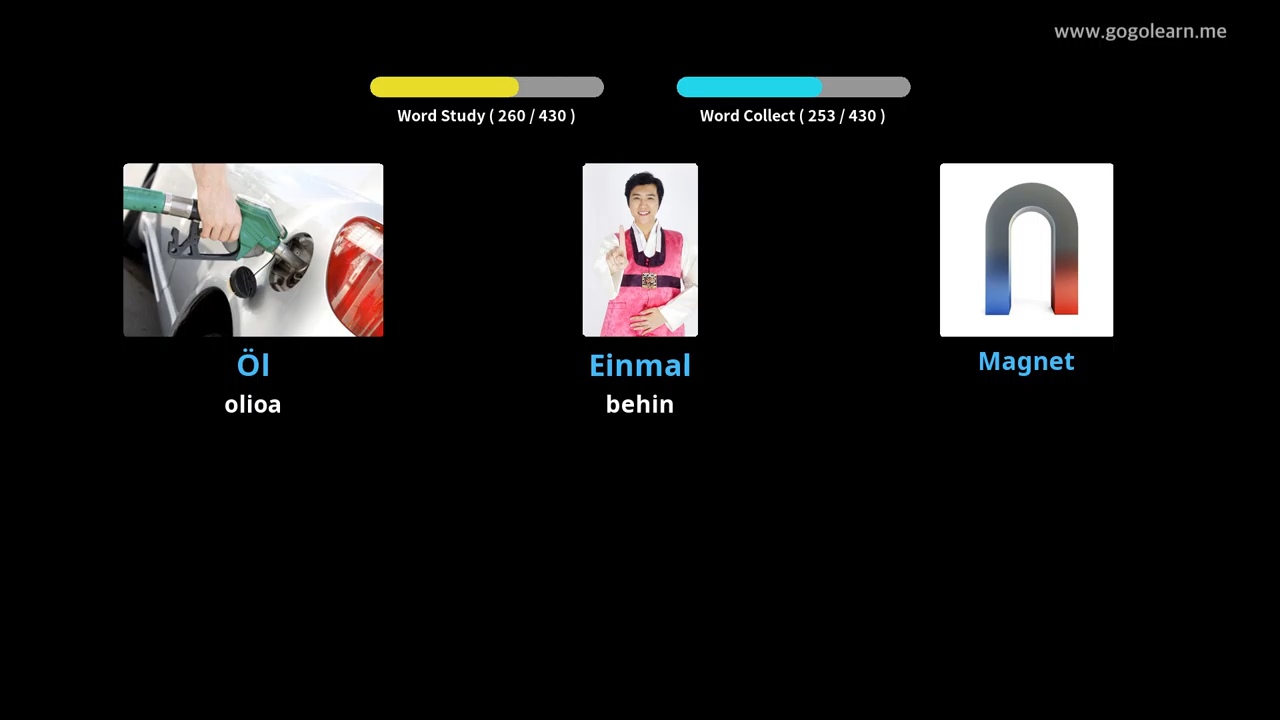 www.gogolearn.me
Word Study ( 260 / 430 )
Word Collect ( 253 / 430 )
Öl
Einmal
Magnet
olioa
behin